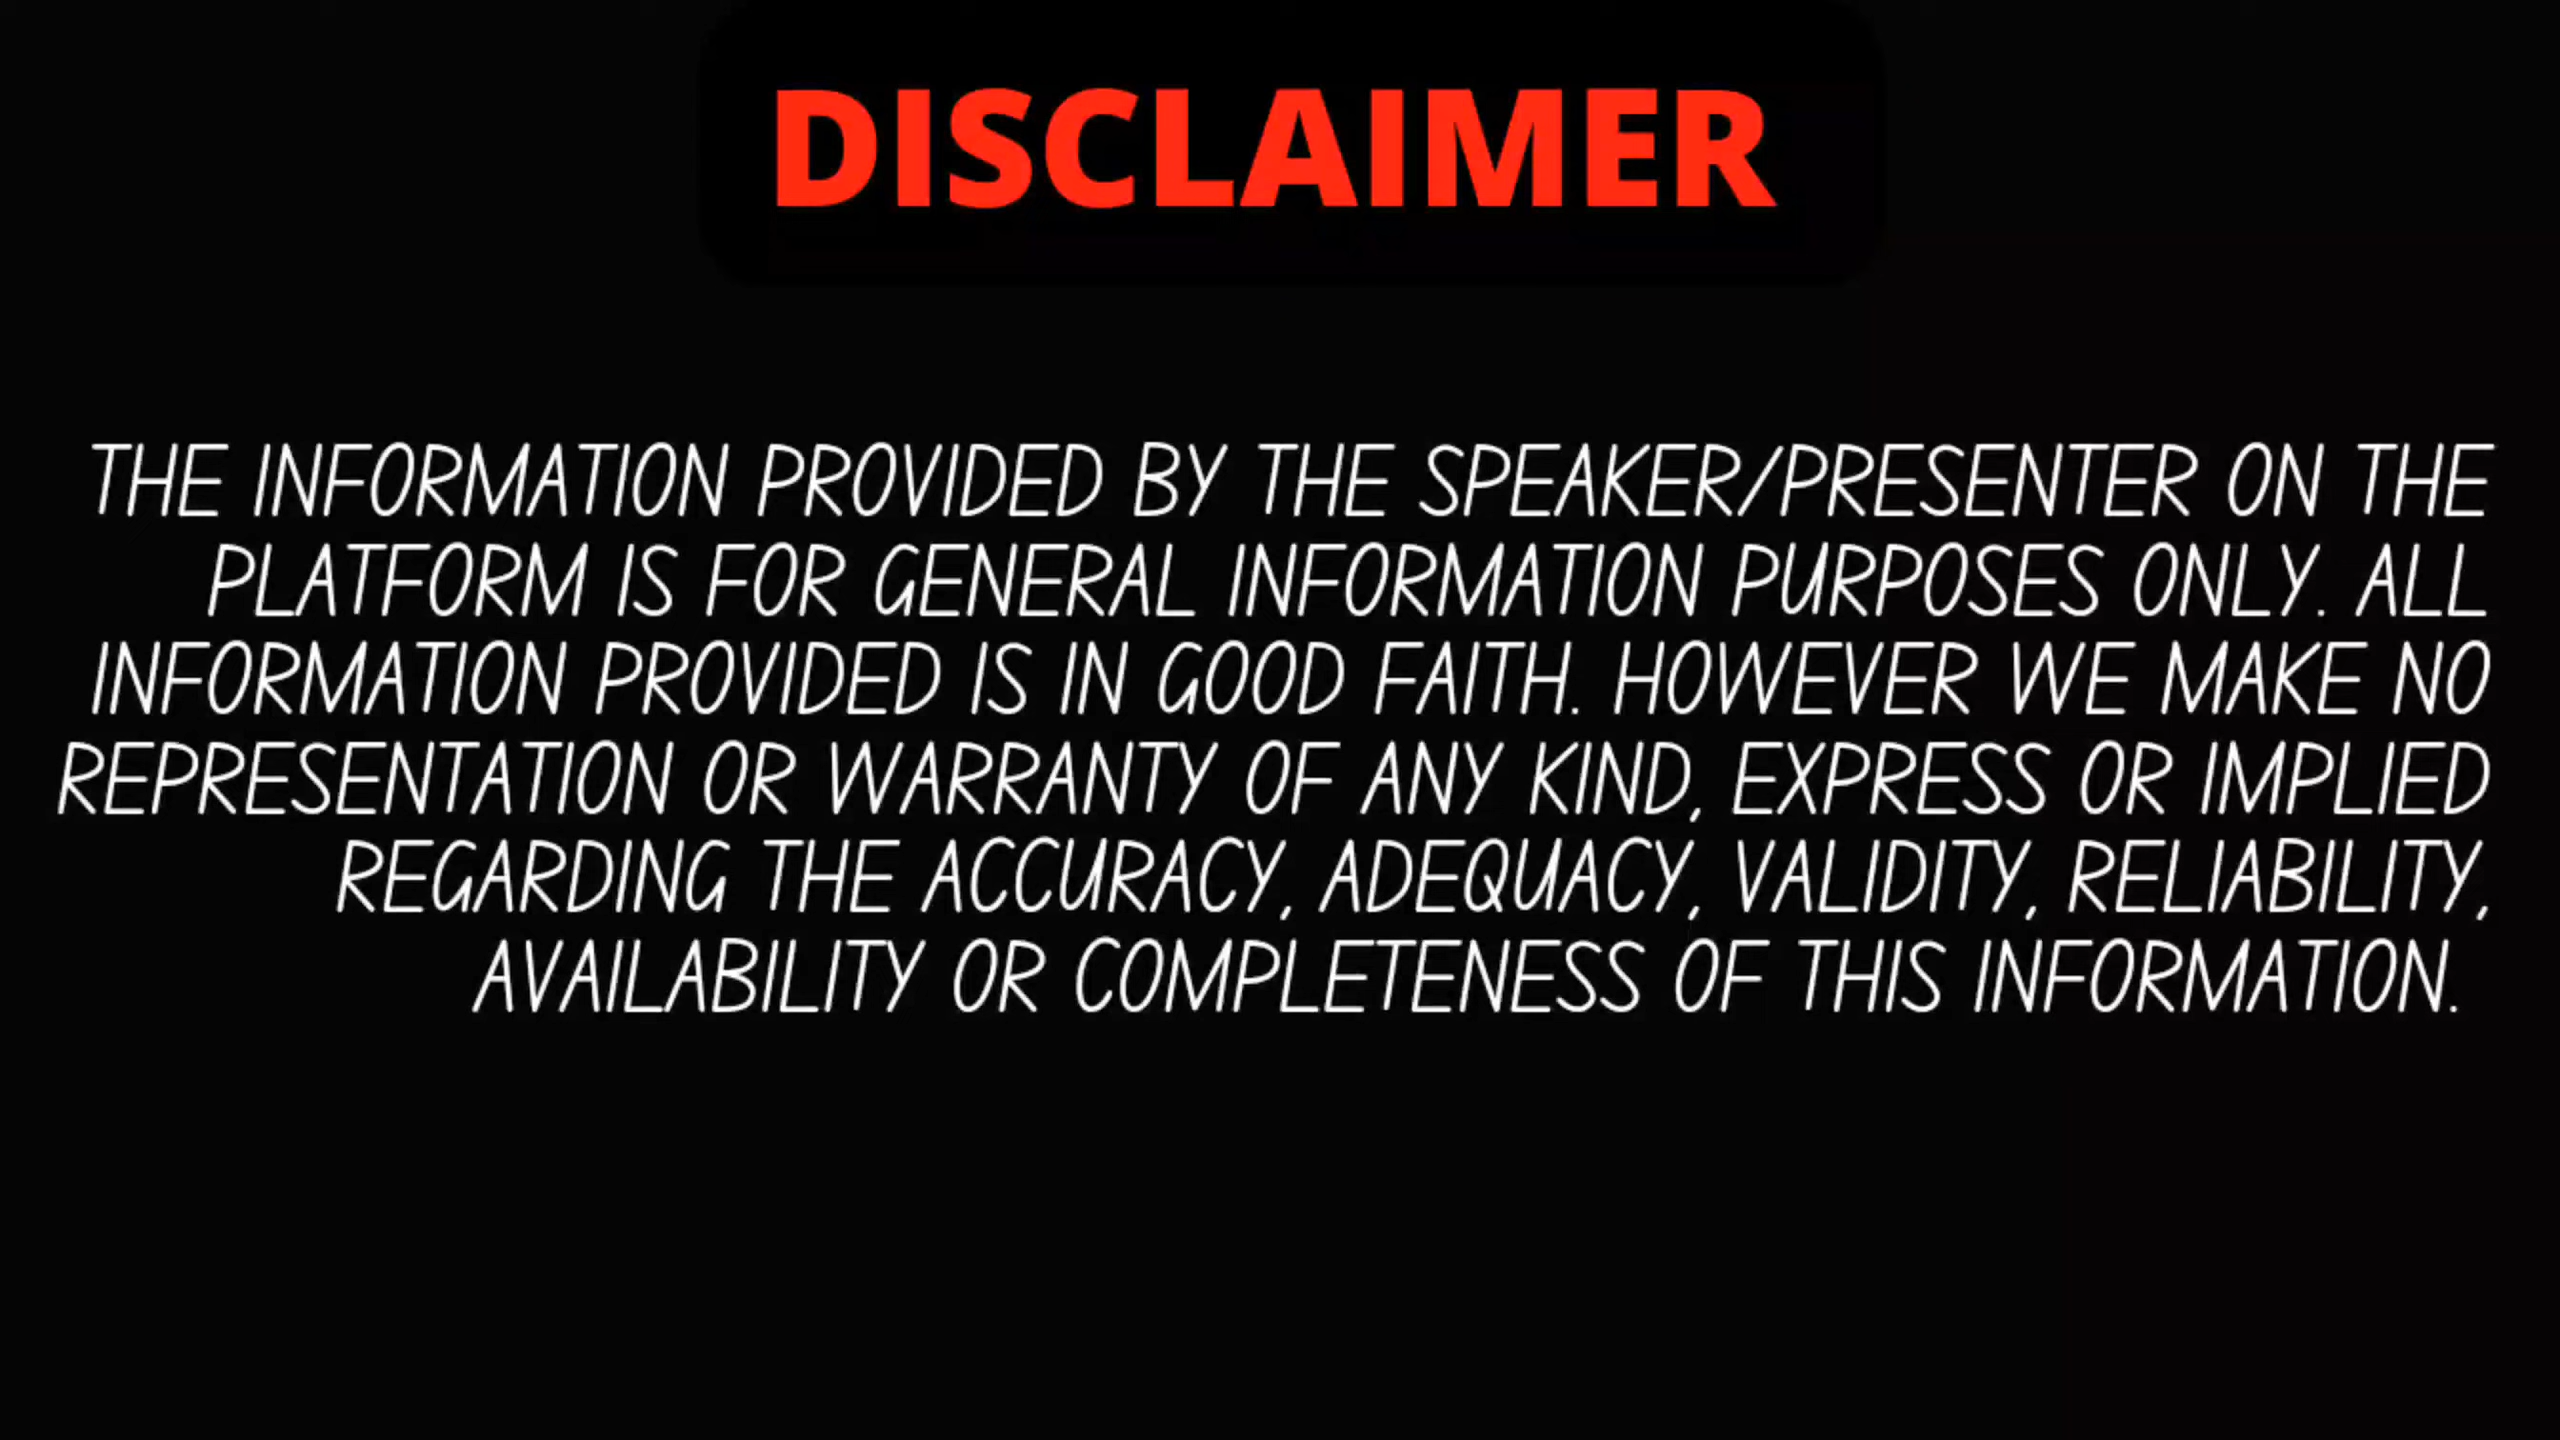 DISCLAIMER
THE INFORMATION PROVIDED BY THE SPEAKER/PRESENTER ON THE
PLATFORM IS FOR GENERAL INFORMATION PURPOSES ONLY. ALL
INFORMATION PROVIDED IS IN GOOD FAITH. HOWEVER WE MAKE NO
REPRESENTATION OR WARRANTY OF ANY KIND, EXPRESS OR IMPLIED
REGARDING THE ACCURACY, ADEQUACY, VALIDITY, RELIABILITY,
AVAILABILITY OR COMPLETENESS OF THIS INFORMATION.